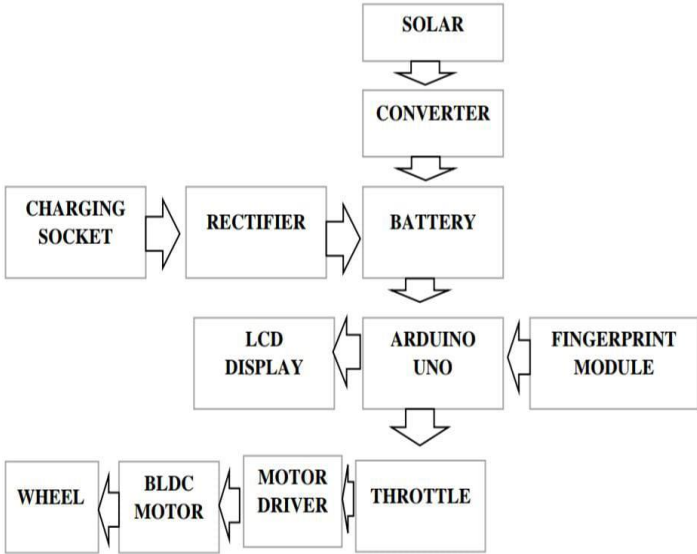 SOLAR
CONVERTER
CHARGING
SOCKET
RECTIFIER
BATTERY
LCD
DISPLAY
ARDUINO
UNO
FINGERPRINT
MODULE
WHEEL
BLDC
MOTOR
MOTOR
DRIVER
THROTTLE